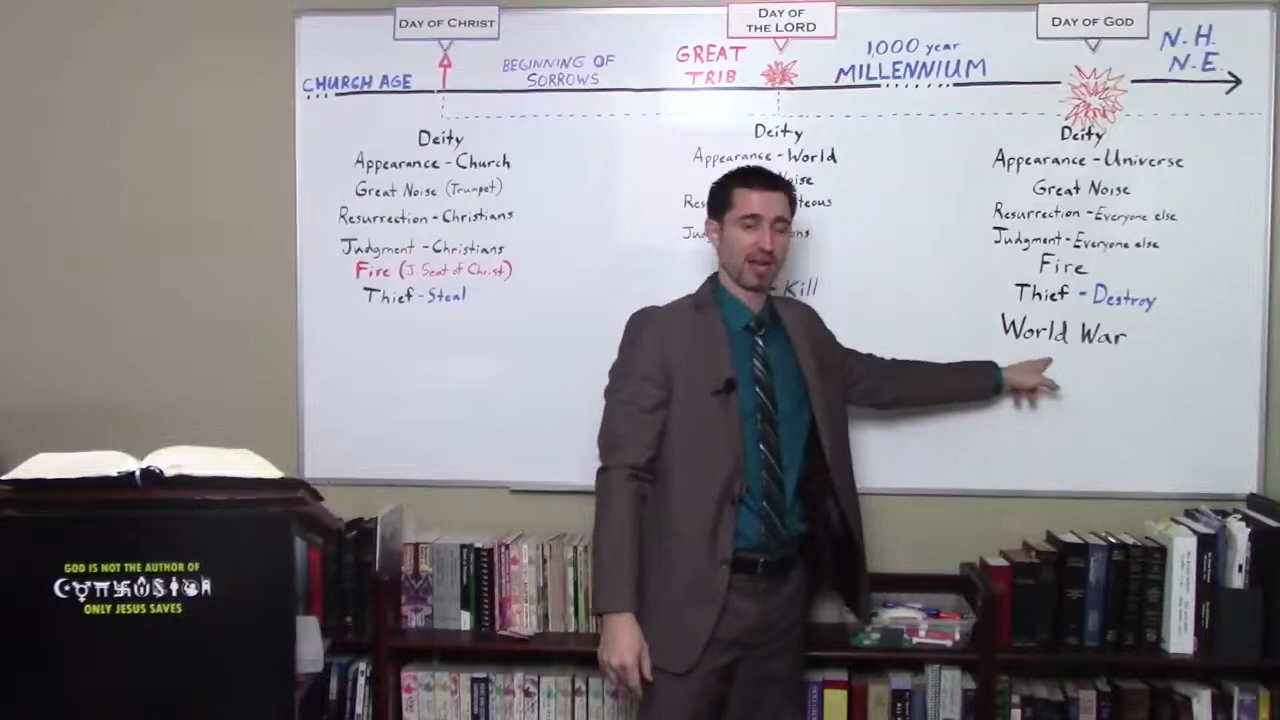 DAY OF CHRIST
DAY OF
THE LORD
DAY OF GOD
CHURCH AGE
BEGINNING OF
SORROWS
GREAT
TRIB
1,000 year
MILLENNIUM
N.H.
N.E.
Deity
Appearance - Church
Great Noise (Trumpet)
Resurrection - Christians
Judgment - Christians
Fire (J. Seat of Christ)
Thief - Steal
Deity
Appearance - World
- Kill
Deity
Appearance - Universe
Great Noise
Resurrection - Everyone else
Judgment - Everyone else
Fire
Thief - Destroy
World War
GOD IS NOT THE AUTHOR OF
CONFUSION
ONLY JESUS SAVES